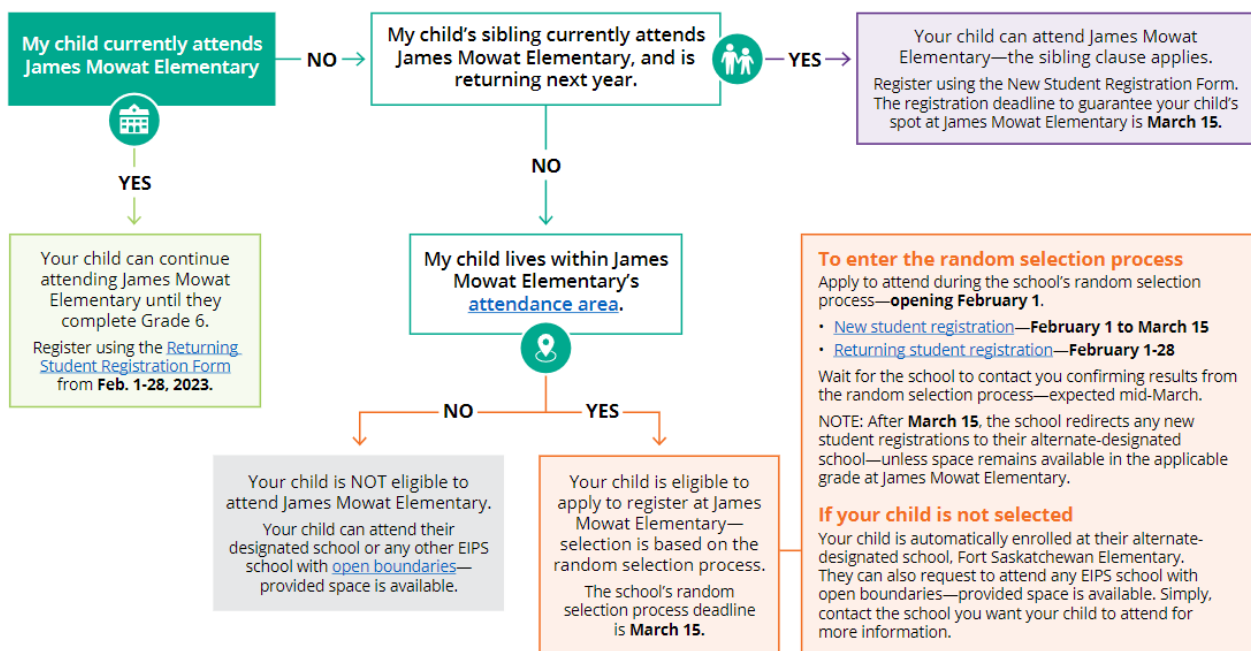 My child currently attends
James Mowat Elementary
NO
My child's sibling currently attends
James Mowat Elementary, and is
returning next year.
YES
Your child can attend James Mowat
Elementary—the sibling clause applies.
Register using the New Student Registration Form.
The registration deadline to guarantee your child's
spot at James Mowat Elementary is March 15.
YES
Your child can continue
attending James Mowat
Elementary until they
complete Grade 6.
Register using the Returning
Student Registration Form
from Feb. 1-28, 2023.
NO
My child lives within James
Mowat Elementary's
attendance area.
NO
YES
Your child is NOT eligible to
attend James Mowat Elementary.
Your child can attend their
designated school or any other EIPS
school with open boundaries—
provided space is available.
Your child is eligible to
apply to register at James
Mowat Elementary—
selection is based on the
random selection process.
The school's random
selection process deadline
is March 15.
To enter the random selection process
Apply to attend during the school's random selection
process—opening February 1.
• New student registration—February 1 to March 15
• Returning student registration—February 1-28
Wait for the school to contact you confirming results from
the random selection process—expected mid-March.
NOTE: After March 15, the school redirects any new
student registrations to their alternate-designated
school—unless space remains available in the applicable
grade at James Mowat Elementary.
If your child is not selected
Your child is automatically enrolled at their alternate-
designated school, Fort Saskatchewan Elementary.
They can also request to attend any EIPS school with
open boundaries—provided space is available. Simply,
contact the school you want your child to attend for
more information.